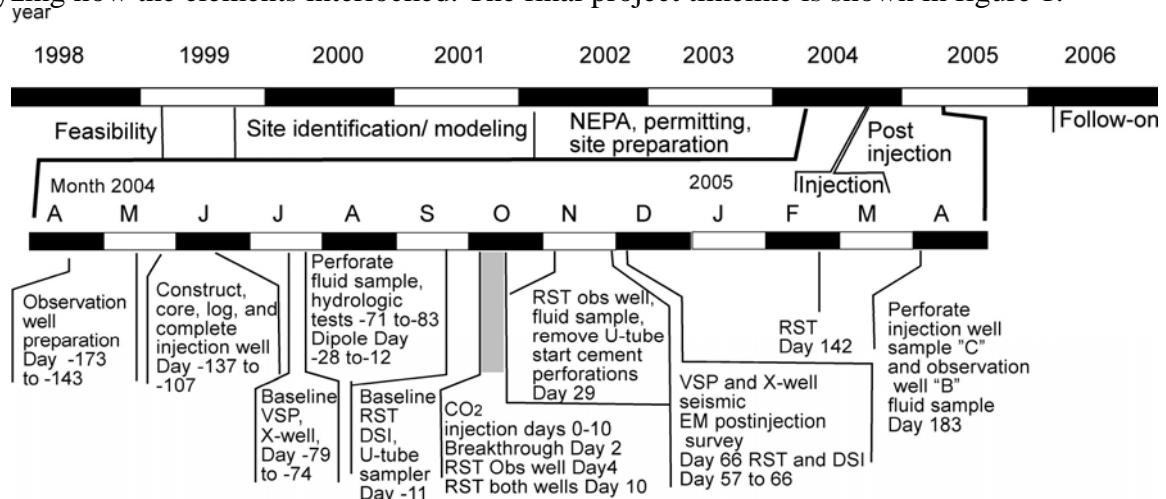 yzing how the elements interlocked. The final project timeline is shown in figure 1.
year
1998 1999 2000 2001 2002 2003 2004 2005 2006
Feasibility
Site identification/ modeling
NEPA, permitting,
site preparation
Post
injection
Follow-on
Injection
Month 2004
2005
A M J J A S O N D J F M A
Observation
well
preparation
Day -173
to -143
Construct,
core, log, and
complete
injection well
Day -137 to
-107
Baseline
VSP,
X-well,
Day -79
to -74
Perforate
fluid sample,
hydrologic
tests -71 to-83
Dipole Day
-28 to-12
Baseline
RST
DSI,
U-tube
sampler
Day -11
CO2
injection days 0-10
Breakthrough Day 2
RST Obs well Day4
RST both wells Day 10
RST obs well,
fluid sample,
remove U-tube
start cement
perforations
Day 29
VSP and X-well
seismic
EM postinjection
survey
Day 66 RST and DSI
Day 57 to 66
RST
Day 142
Perforate
injection well
sample "C"
and observation
well "B"
fluid sample
Day 183